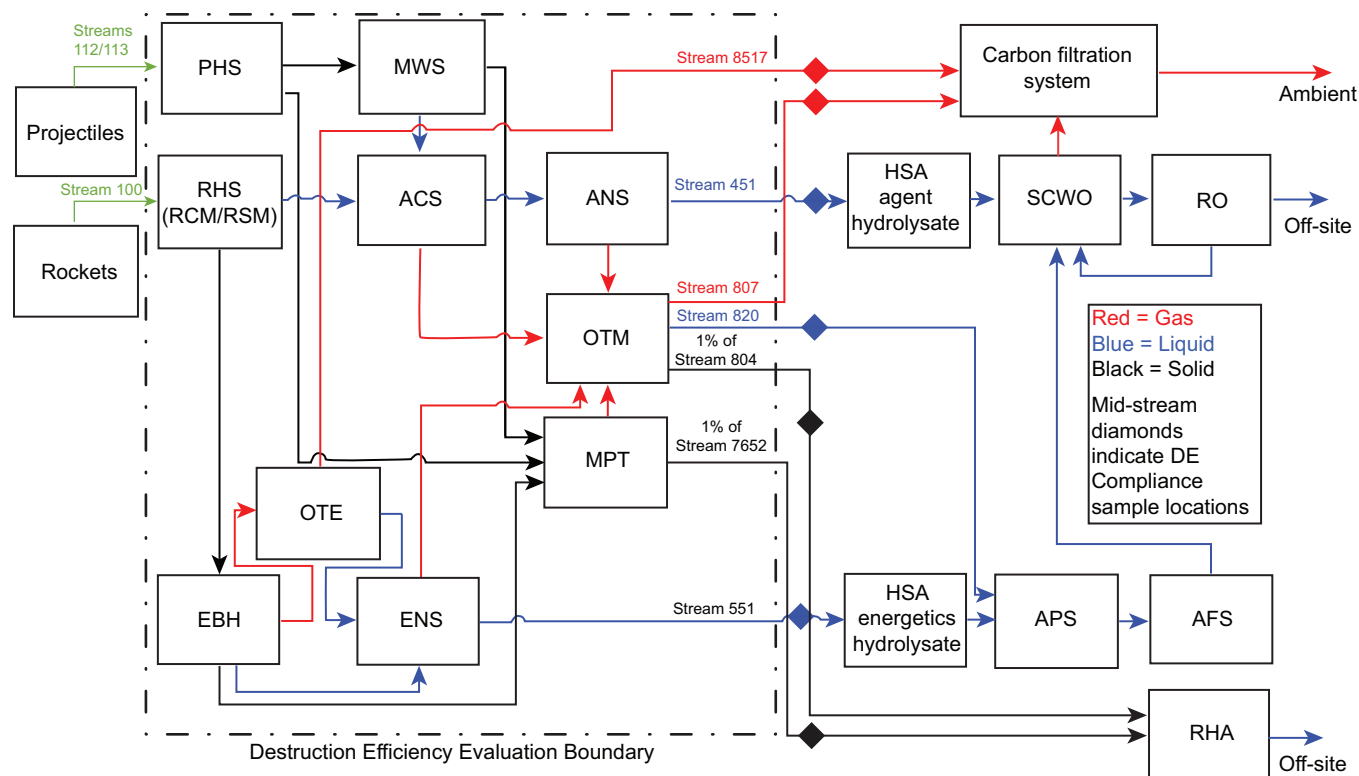 Streams
112/113
PHS
MWS
Stream 8517
Carbon filtration
system
Ambient
Projectiles
Stream 100
RHS
(RCM/RSM)
ACS
ANS
Stream 451
HSA
agent
hydrolysate
SCWO
RO
Off-site
Rockets
OTM
Stream 807
Stream 820
1% of
Stream 804
Red = Gas
Blue = Liquid
Black = Solid
Mid-stream
diamonds
indicate DE
Compliance
sample locations
MPT
1% of
Stream 7652
OTE
EBH
ENS
Stream 551
HSA
energetics
hydrolysate
APS
AFS
RHA
Off-site
Destruction Efficiency Evaluation Boundary